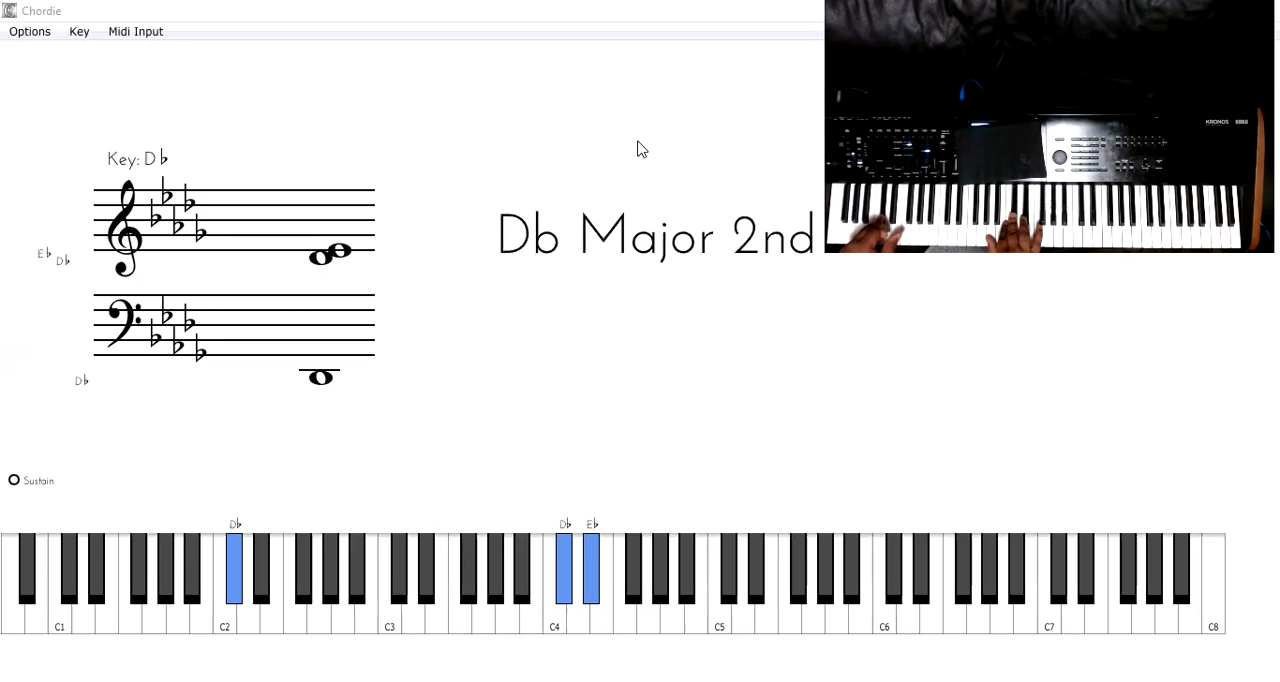 Chordie
Options Key Midi Input
KRONOS KORG
Key: D♭
Db Major 2nd
E♭ D♭
D♭
Sustain
D♭ D♭ E♭
C1 C2 C3 C4 C5 C6 C7 C8